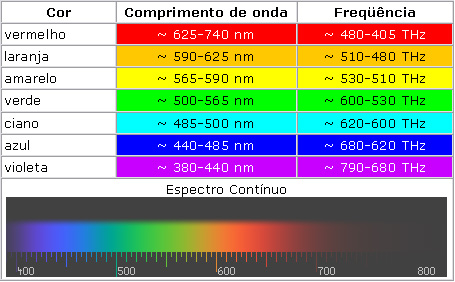 Cor Comprimento de onda Freqüência
vermelho ~ 625-740 nm ~ 480-405 THz
laranja ~ 590-625 nm ~ 510-480 THz
amarelo ~ 565-590 nm ~ 530-510 THz
verde ~ 500-565 nm ~ 600-530 THz
ciano ~ 485-500 nm ~ 620-600 THz
azul ~ 440-485 nm ~ 680-620 THz
violeta ~ 380-440 nm ~ 790-680 THz
Espectro Contínuo
400 500 600 700 800